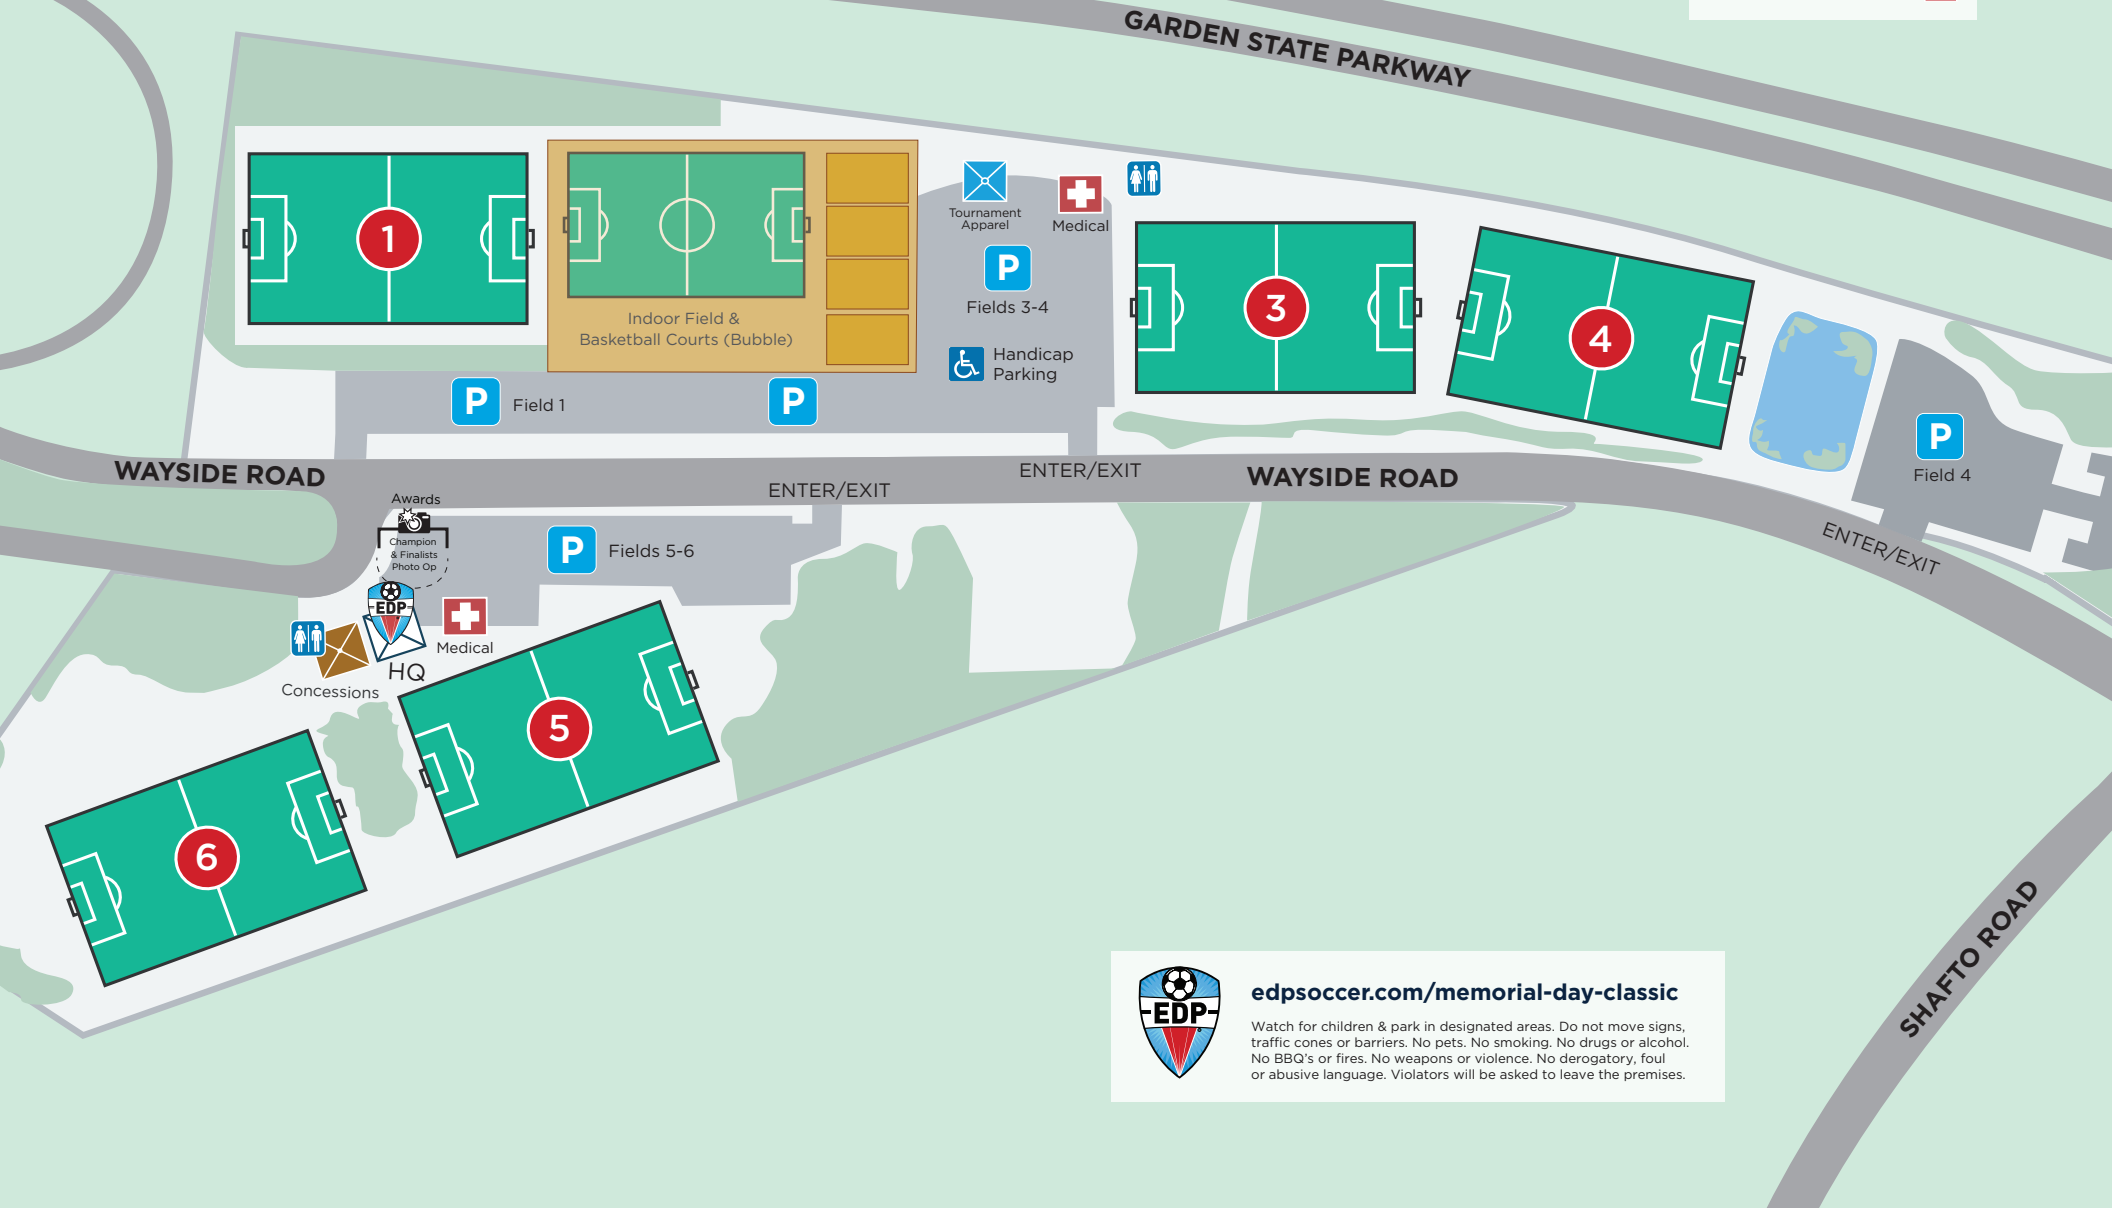 GARDEN STATE PARKWAY
1
Indoor Field &
Basketball Courts (Bubble)
Tournament
Apparel
Medical
P
Fields 3-4
Handicap
Parking
3
4
P
Field 1
P
P
Field 4
WAYSIDE ROAD
ENTER/EXIT
ENTER/EXIT
WAYSIDE ROAD
ENTER/EXIT
Awards
Champion
& Finalists
Photo Op
P
Fields 5-6
EDP
Medical
HQ
Concessions
5
6
SHAFTO ROAD
EDP
edpsoccer.com/memorial-day-classic
Watch for children & park in designated areas. Do not move signs,
traffic cones or barriers. No pets. No smoking. No drugs or alcohol.
No BBQ's or fires. No weapons or violence. No derogatory, foul
or abusive language. Violators will be asked to leave the premises.